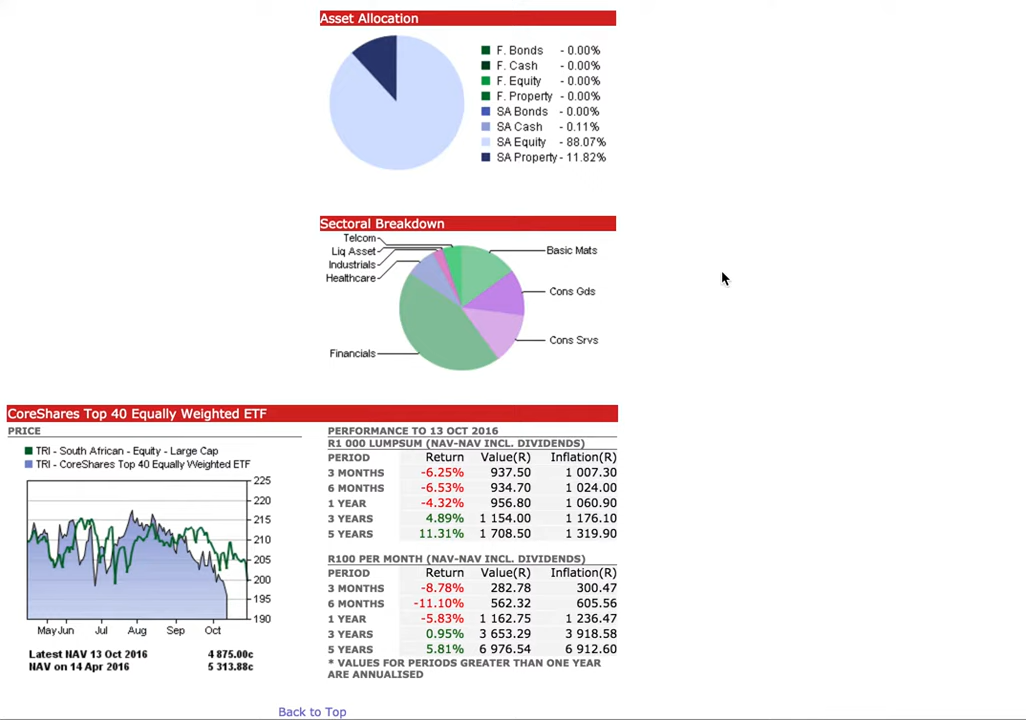 Asset Allocation
F. Bonds - 0.00%
F. Cash - 0.00%
F. Equity - 0.00%
F. Property - 0.00%
SA Bonds - 0.00%
SA Cash - 0.11%
SA Equity - 88.07%
SA Property - 11.82%
Sectoral Breakdown
Telcom
Liq Asset
Industrials
Healthcare
Financials
Basic Mats
Cons Gds
Cons Srvs
CoreShares Top 40 Equally Weighted ETF
PRICE
TRI - South African - Equity - Large Cap
TRI - CoreShares Top 40 Equally Weighted ETF
225
220
215
210
205
200
195
190
May Jun Jul Aug Sep Oct
Latest NAV 13 Oct 2016 4 875.00c
NAV on 14 Apr 2016 5 313.88c
PERFORMANCE TO 13 OCT 2016
R1 000 LUMPSUM (NAV-NAV INCL. DIVIDENDS)
PERIOD Return Value(R) Inflation(R)
3 MONTHS -6.25% 937.50 1 007.30
6 MONTHS -6.53% 934.70 1 024.00
1 YEAR -4.32% 956.80 1 060.90
3 YEARS 4.89% 1 154.00 1 176.10
5 YEARS 11.31% 1 708.50 1 319.90
R100 PER MONTH (NAV-NAV INCL. DIVIDENDS)
PERIOD Return Value(R) Inflation(R)
3 MONTHS -8.78% 282.78 300.47
6 MONTHS -11.10% 562.32 605.56
1 YEAR -5.83% 1 162.75 1 236.47
3 YEARS 0.95% 3 653.29 3 918.58
5 YEARS 5.81% 6 976.54 6 912.60
* VALUES FOR PERIODS GREATER THAN ONE YEAR
ARE ANNUALISED
Back to Top